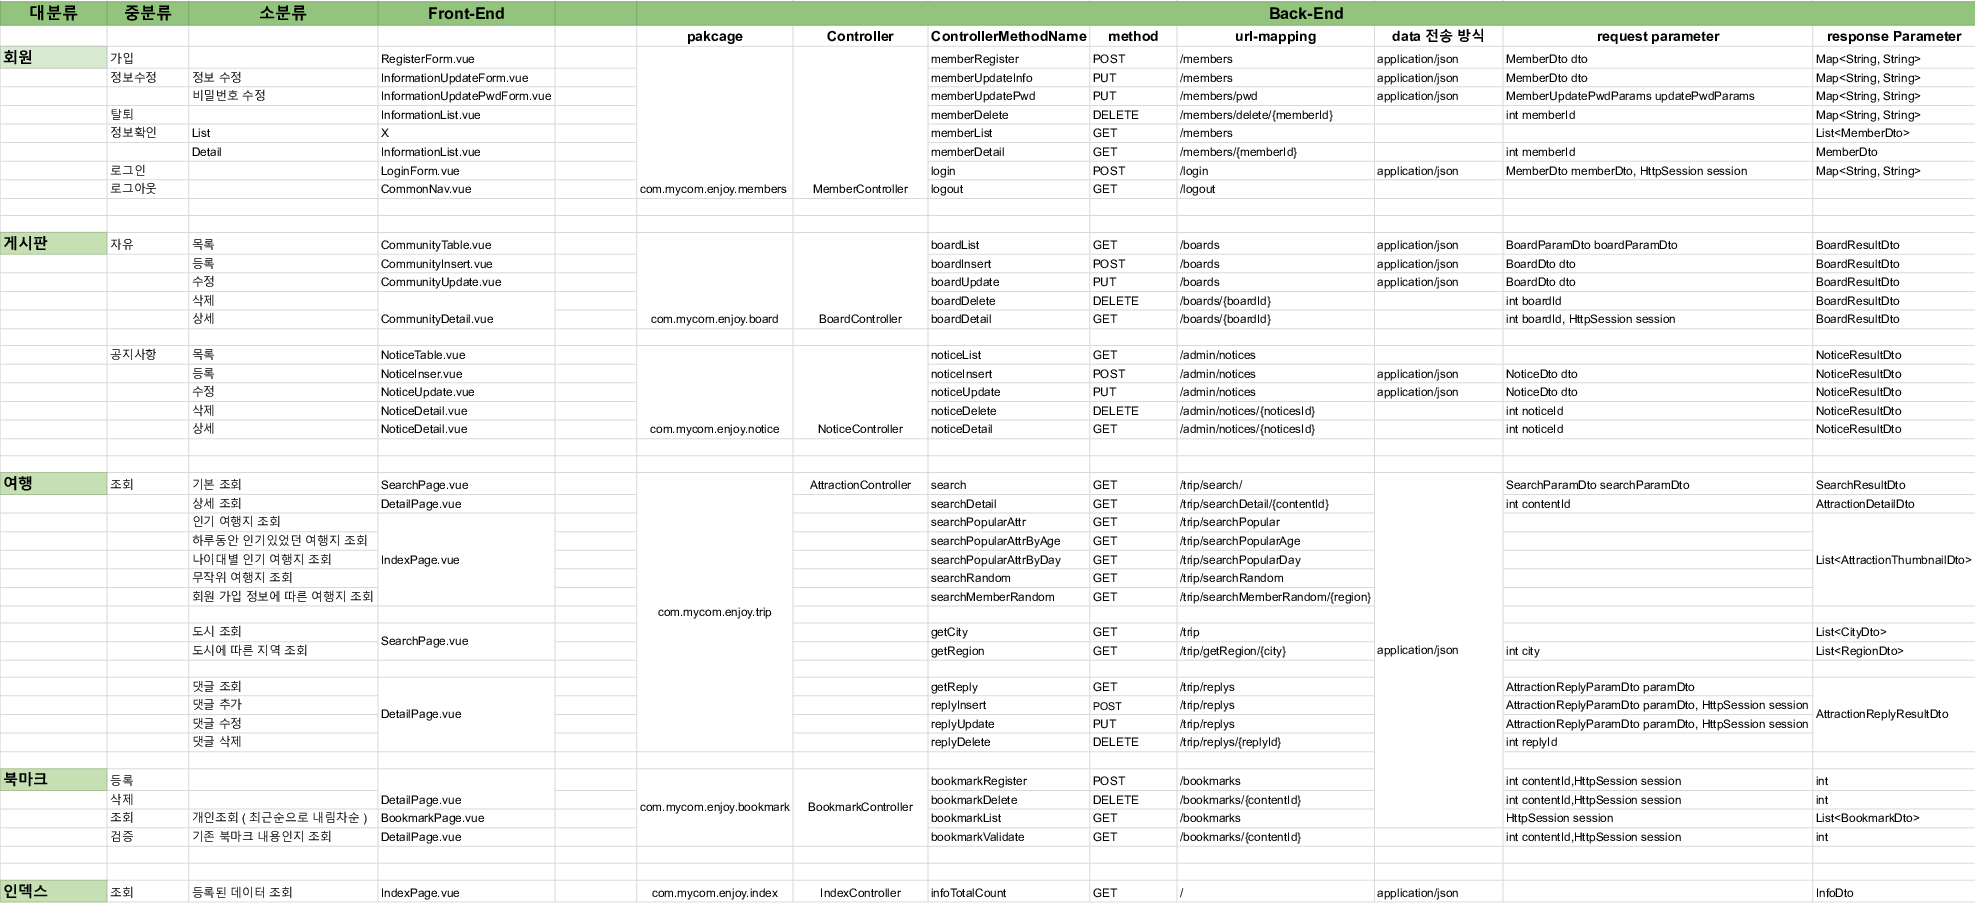 대분류 중분류 소분류 Front-End Back-End
pakcage Controller ControllerMethodName method url-mapping data 전송 방식 request parameter response Parameter
회원 가입 RegisterForm.vue memberRegister POST /members application/json MemberDto dto Map<String, String>
정보수정 정보 수정 InformationUpdateForm.vue memberUpdateInfo PUT /members application/json MemberDto dto Map<String, String>
비밀번호 수정 InformationUpdatePwdForm.vue memberUpdatePwd PUT /members/pwd application/json MemberUpdatePwdParams updatePwdParams Map<String, String>
탈퇴 InformationList.vue memberDelete DELETE /members/delete/{memberId} int memberId Map<String, String>
정보확인 List X memberList GET /members List<MemberDto>
Detail InformationList.vue memberDetail GET /members/{memberId} int memberId MemberDto
로그인 LoginForm.vue login POST /login application/json MemberDto memberDto, HttpSession session Map<String, String>
로그아웃 CommonNav.vue com.mycom.enjoy.members MemberController logout GET /logout
게시판 자유 목록 CommunityTable.vue boardList GET /boards application/json BoardParamDto boardParamDto BoardResultDto
등록 CommunityInsert.vue boardInsert POST /boards application/json BoardDto dto BoardResultDto
수정 CommunityUpdate.vue boardUpdate PUT /boards application/json BoardDto dto BoardResultDto
삭제 boardDelete DELETE /boards/{boardId} int boardId BoardResultDto
상세 CommunityDetail.vue com.mycom.enjoy.board BoardController boardDetail GET /boards/{boardId} int boardId, HttpSession session BoardResultDto
공지사항 목록 NoticeTable.vue noticeList GET /admin/notices NoticeResultDto
등록 NoticeInser.vue noticeInsert POST /admin/notices application/json NoticeDto dto NoticeResultDto
수정 NoticeUpdate.vue noticeUpdate PUT /admin/notices application/json NoticeDto dto NoticeResultDto
삭제 NoticeDetail.vue noticeDelete DELETE /admin/notices/{noticesId} int noticeId NoticeResultDto
상세 NoticeDetail.vue com.mycom.enjoy.notice NoticeController noticeDetail GET /admin/notices/{noticesId} int noticeId NoticeResultDto
여행 조회 기본 조회 SearchPage.vue AttractionController search GET /trip/search/ SearchParamDto searchParamDto SearchResultDto
상세 조회 DetailPage.vue searchDetail GET /trip/searchDetail/{contentId} int contentId AttractionDetailDto
인기 여행지 조회 searchPopularAttr GET /trip/searchPopular
하루동안 인기있었던 여행지 조회 searchPopularAttrByAge GET /trip/searchPopularAge
나이대별 인기 여행지 조회 IndexPage.vue searchPopularAttrByDay GET /trip/searchPopularDay List<AttractionThumbnailDto>
무작위 여행지 조회 searchRandom GET /trip/searchRandom
회원 가입 정보에 따른 여행지 조회 searchMemberRandom GET /trip/searchMemberRandom/{region}
com.mycom.enjoy.trip
도시 조회 getCity GET /trip List<CityDto>
SearchPage.vue
도시에 따른 지역 조회 getRegion GET /trip/getRegion/{city} application/json int city List<RegionDto>
댓글 조회 getReply GET /trip/replys AttractionReplyParamDto paramDto
댓글 추가 replyInsert POST /trip/replys AttractionReplyParamDto paramDto, HttpSession session
DetailPage.vue AttractionReplyResultDto
댓글 수정 replyUpdate PUT /trip/replys AttractionReplyParamDto paramDto, HttpSession session
댓글 삭제 replyDelete DELETE /trip/replys/{replyId} int replyId
북마크 등록 bookmarkRegister POST /bookmarks int contentId,HttpSession session int
삭제 DetailPage.vue bookmarkDelete DELETE /bookmarks/{contentId} int contentId,HttpSession session int
com.mycom.enjoy.bookmark BookmarkController
조회 개인조회 ( 최근순으로 내림차순 ) BookmarkPage.vue bookmarkList GET /bookmarks HttpSession session List<BookmarkDto>
검증 기존 북마크 내용인지 조회 DetailPage.vue bookmarkValidate GET /bookmarks/{contentId} int contentId,HttpSession session int
인덱스 조회 등록된 데이터 조회 IndexPage.vue com.mycom.enjoy.index IndexController infoTotalCount GET / application/json InfoDto